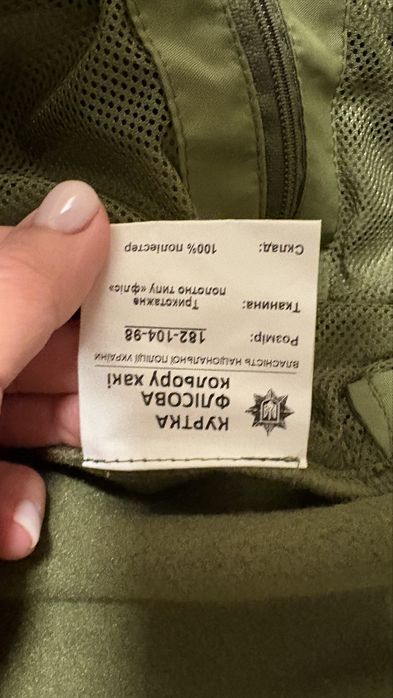 КУРТКА
ФЛІСОВА
кольору хакі
ВЛАСНІСТЬ НАЦІОНАЛЬНОЇ ПОЛІЦІЇ УКРАЇНИ
Розмір: 182-104-98
Тканина: Трикотажне
полотно типу «фліс»
Склад: 100% поліестер